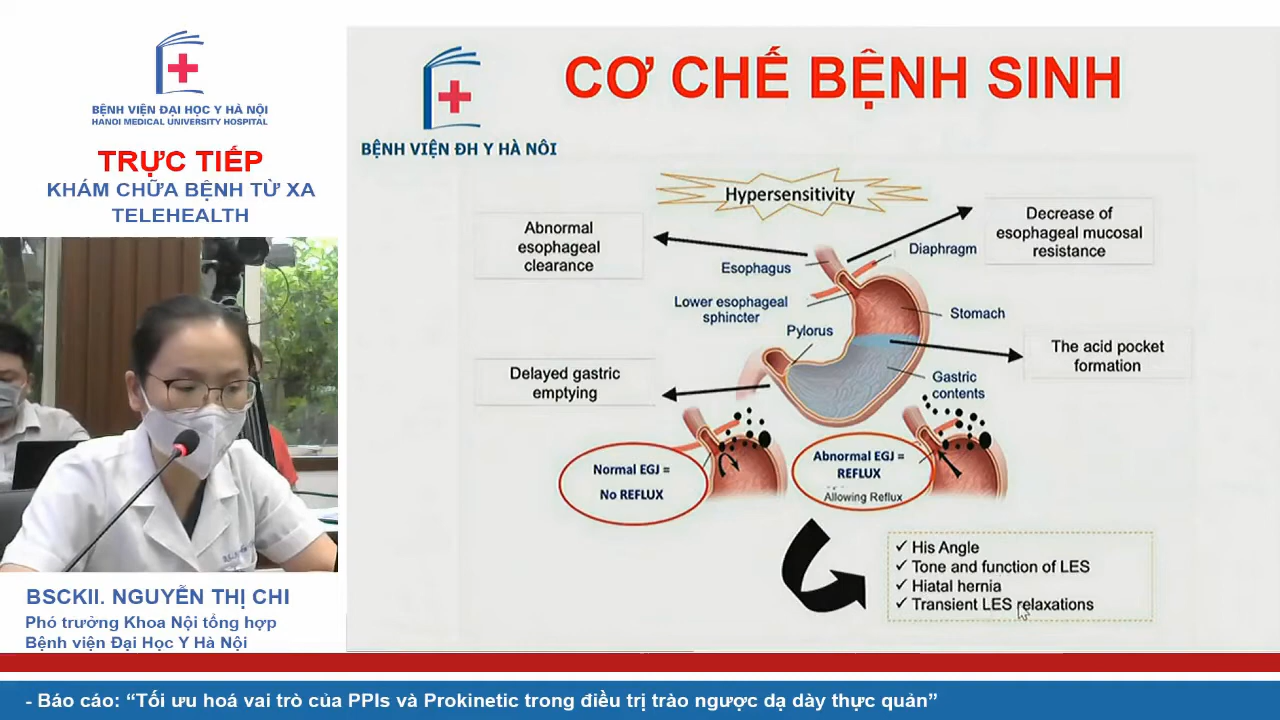 BỆNH VIỆN ĐẠI HỌC Y HÀ NỘI
HANOI MEDICAL UNIVERSITY HOSPITAL
TRỰC TIẾP
KHÁM CHỮA BỆNH TỪ XA
TELEHEALTH
BSCKII. NGUYỄN THỊ CHI
Phó trưởng Khoa Nội tổng hợp
Bệnh viện Đại Học Y Hà Nội
BỆNH VIỆN ĐH Y HÀ NÔI
CƠ CHẾ BỆNH SINH
Hypersensitivity
Abnormal
esophageal
clearance
Decrease of
esophageal mucosal
resistance
Diaphragm
Esophagus
Lower esophageal
sphincter
Stomach
Pylorus
The acid pocket
formation
Delayed gastric
emptying
Gastric
contents
Normal EGJ =
No REFLUX
Abnormal EGJ =
REFLUX
Allowing Reflux
✓ His Angle
✓ Tone and function of LES
✓ Hiatal hernia
✓ Transient LES relaxations
- Báo cáo: “Tối ưu hoá vai trò của PPIs và Prokinetic trong điều trị trào ngược dạ dày thực quản”